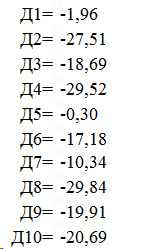 Д1= -1,96
Д2= -27,51
Д3= -18,69
Д4= -29,52
Д5= -0,30
Д6= -17,18
Д7= -10,34
Д8= -29,84
Д9= -19,91
Д10= -20,69